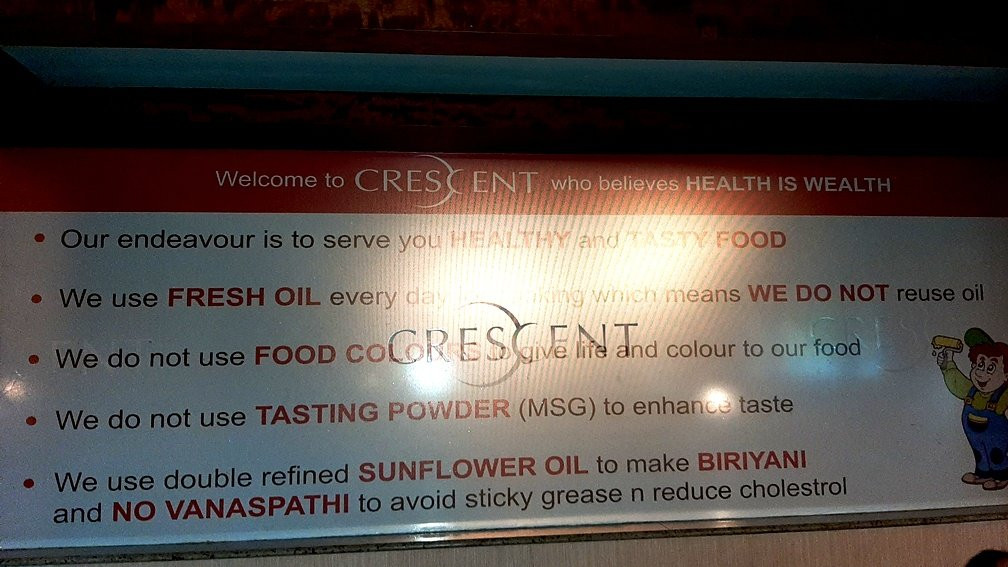 Welcome to CRESCENT who believes HEALTH IS WEALTH
• Our endeavour is to serve you HEALTHY and TASTY FOOD
• We use FRESH OIL every day king which means WE DO NOT reuse oil
CRESCENT
• We do not use FOOD COLO to give life and colour to our food
• We do not use TASTING POWDER (MSG) to enhance taste
• We use double refined SUNFLOWER OIL to make BIRIYANI
and NO VANASPATHI to avoid sticky grease n reduce cholestrol